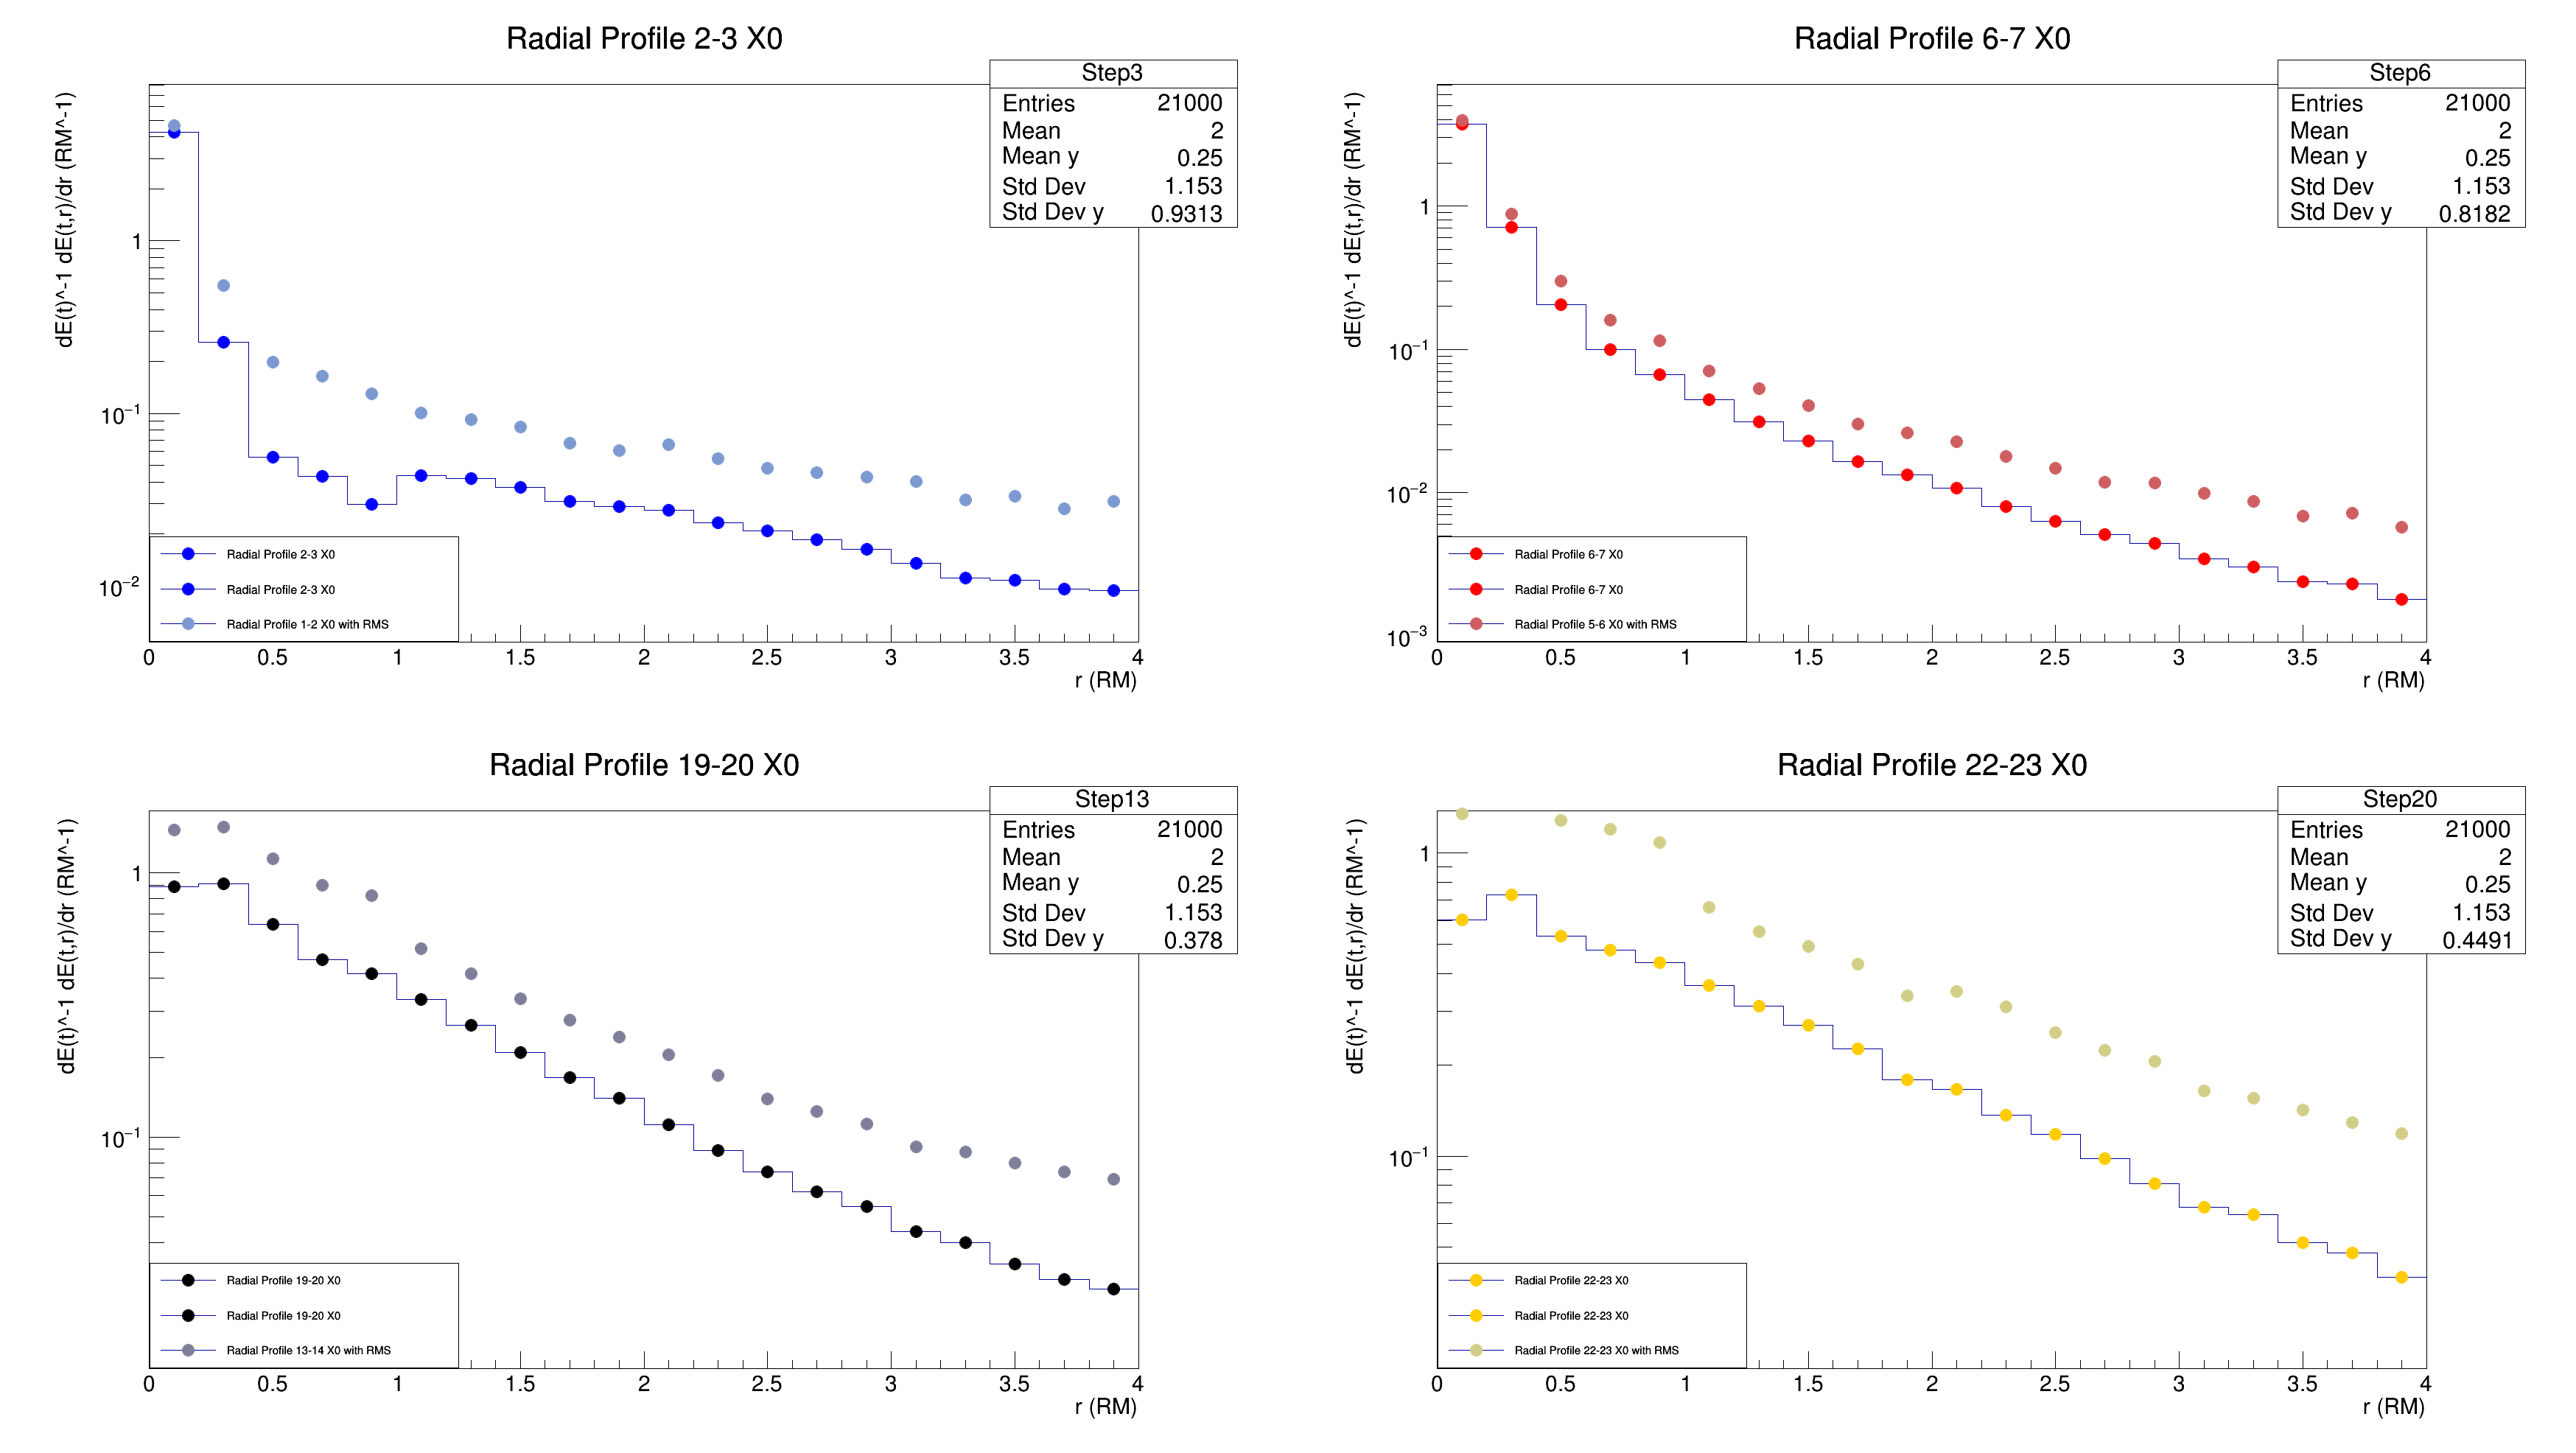 Radial Profile 2-3 X0
Step3
Entries 21000
Mean 2
Mean y 0.25
Std Dev 1.153
Std Dev y 0.9313
dE(t)^-1 dE(t,r)/dr (RM^-1)
1
10^−1
10^−2
Radial Profile 2-3 X0
Radial Profile 2-3 X0
Radial Profile 1-2 X0 with RMS
0 0.5 1 1.5 2 2.5 3 3.5 4
r (RM)
Radial Profile 6-7 X0
Step6
Entries 21000
Mean 2
Mean y 0.25
Std Dev 1.153
Std Dev y 0.8182
dE(t)^-1 dE(t,r)/dr (RM^-1)
1
10^−1
10^−2
10^−3
Radial Profile 6-7 X0
Radial Profile 6-7 X0
Radial Profile 5-6 X0 with RMS
0 0.5 1 1.5 2 2.5 3 3.5 4
r (RM)
Radial Profile 19-20 X0
Step13
Entries 21000
Mean 2
Mean y 0.25
Std Dev 1.153
Std Dev y 0.378
dE(t)^-1 dE(t,r)/dr (RM^-1)
1
10^−1
Radial Profile 19-20 X0
Radial Profile 19-20 X0
Radial Profile 13-14 X0 with RMS
0 0.5 1 1.5 2 2.5 3 3.5 4
r (RM)
Radial Profile 22-23 X0
Step20
Entries 21000
Mean 2
Mean y 0.25
Std Dev 1.153
Std Dev y 0.4491
dE(t)^-1 dE(t,r)/dr (RM^-1)
1
10^−1
Radial Profile 22-23 X0
Radial Profile 22-23 X0
Radial Profile 22-23 X0 with RMS
0 0.5 1 1.5 2 2.5 3 3.5 4
r (RM)